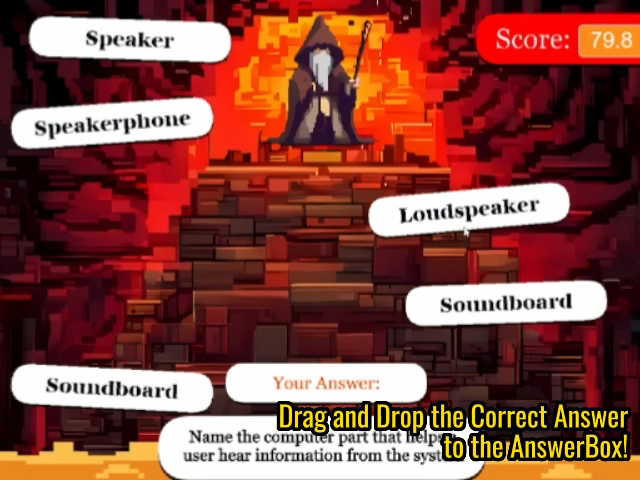 Speaker
Score: 79.8
Speakerphone
Loudspeaker
Soundboard
Soundboard
Your Answer:
Drag and Drop the Correct Answer
to the AnswerBox!
Name the computer part that helps
user hear information from the